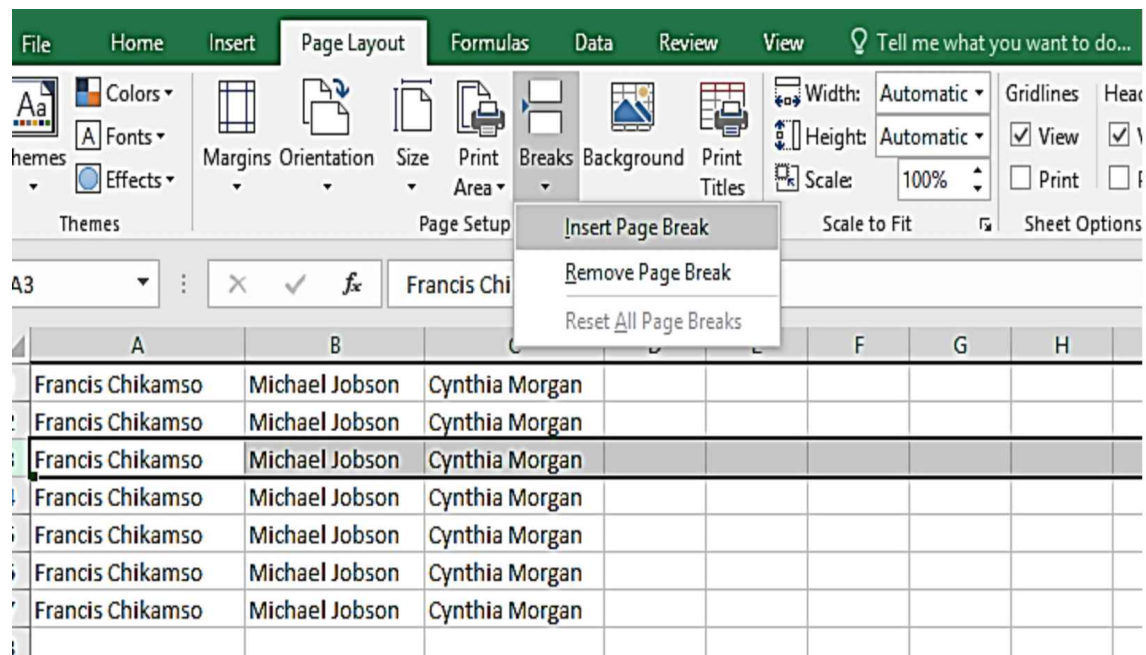 File Home Insert Page Layout Formulas Data Review View Tell me what you want to do...
Aa Colors Width: Automatic Gridlines
A Fonts Margins Orientation Size Print Area Breaks Background Print Titles Height: Automatic View
hemes Effects Scale: 100% Print
Themes Page Setup Scale to Fit Sheet Options
Insert Page Break
Remove Page Break
Reset All Page Breaks
A3 fx Francis Chi
A B F G H
Francis Chikamso Michael Jobson Cynthia Morgan
Francis Chikamso Michael Jobson Cynthia Morgan
Francis Chikamso Michael Jobson Cynthia Morgan
Francis Chikamso Michael Jobson Cynthia Morgan
Francis Chikamso Michael Jobson Cynthia Morgan
Francis Chikamso Michael Jobson Cynthia Morgan
Francis Chikamso Michael Jobson Cynthia Morgan